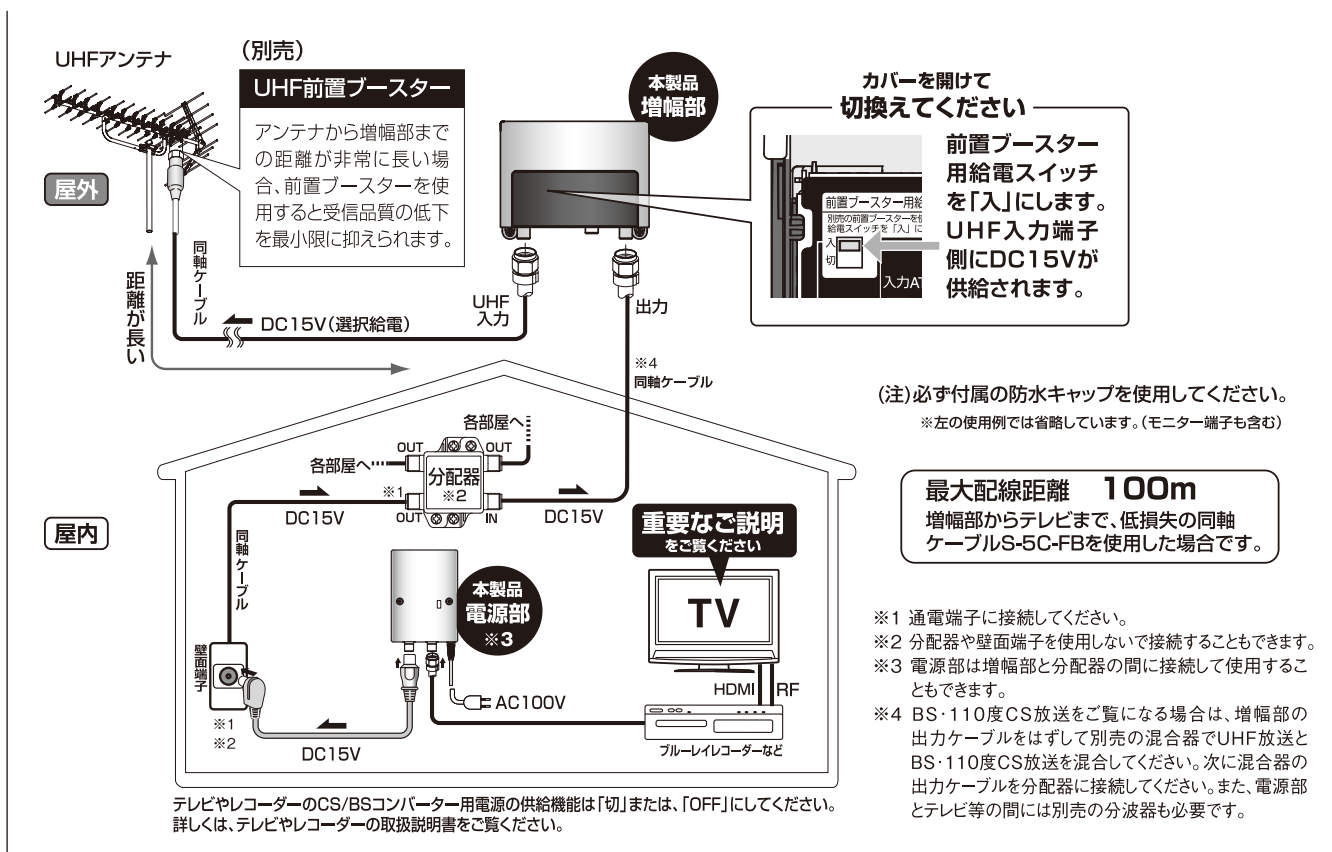 UHFアンテナ
(別売)
UHF前置ブースター
アンテナから増幅部まで
の距離が非常に長い場
合、前置ブースターを使
用すると受信品質の低下
を最小限に抑えられます。
屋外
同軸ケーブル
距離が長い
DC15V(選択給電)
UHF
入力
出力
本製品
増幅部
カバーを開けて
切換えてください
前置ブースター用給
別売の前置ブースターを使
給電スイッチを「入」に
入
切
入力AT
前置ブースター
用給電スイッチ
を「入」にします。
UHF入力端子
側にDC15Vが
供給されます。
※4
同軸ケーブル
(注)必ず付属の防水キャップを使用してください。
※左の使用例では省略しています。(モニター端子も含む)
最大配線距離 100m
増幅部からテレビまで、低損失の同軸
ケーブルS-5C-FBを使用した場合です。
屋内
各部屋へ
各部屋へ
OUT
OUT
分配器
※2
※1
OUT
IN
DC15V
DC15V
同軸ケーブル
壁面端子
※1
※2
DC15V
本製品
電源部
※3
AC100V
重要なご説明
をご覧ください
TV
HDMI
RF
ブルーレイレコーダーなど
テレビやレコーダーのCS/BSコンバーター用電源の供給機能は「切」または、「OFF」にしてください。
詳しくは、テレビやレコーダーの取扱説明書をご覧ください。
※1 通電端子に接続してください。
※2 分配器や壁面端子を使用しないで接続することもできます。
※3 電源部は増幅部と分配器の間に接続して使用するこ
ともできます。
※4 BS・110度CS放送をご覧になる場合は、増幅部の
出力ケーブルをはずして別売の混合器でUHF放送と
BS・110度CS放送を混合してください。次に混合器の
出力ケーブルを分配器に接続してください。また、電源部
とテレビ等の間には別売の分波器も必要です。